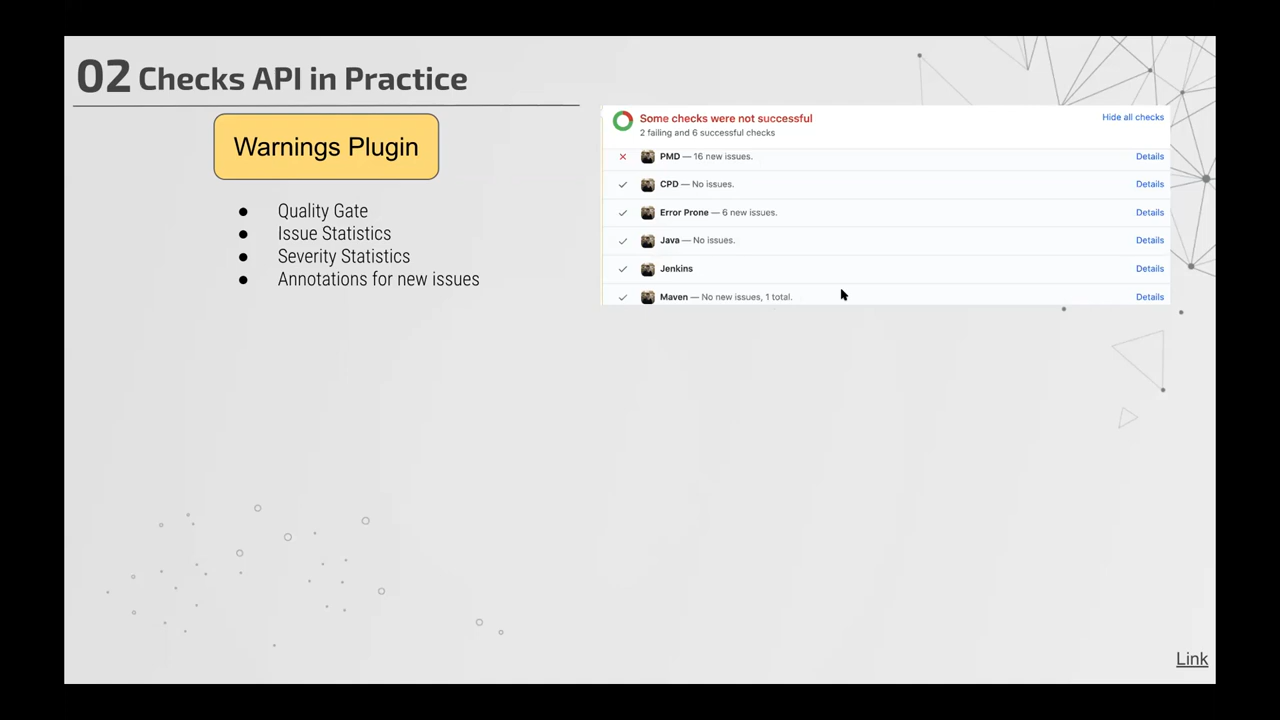 02 Checks API in Practice
Warnings Plugin
● Quality Gate
● Issue Statistics
● Severity Statistics
● Annotations for new issues
Some checks were not successful
2 failing and 6 successful checks
Hide all checks
PMD — 16 new issues. Details
CPD — No issues. Details
Error Prone — 6 new issues. Details
Java — No issues. Details
Jenkins Details
Maven — No new issues, 1 total. Details
Link